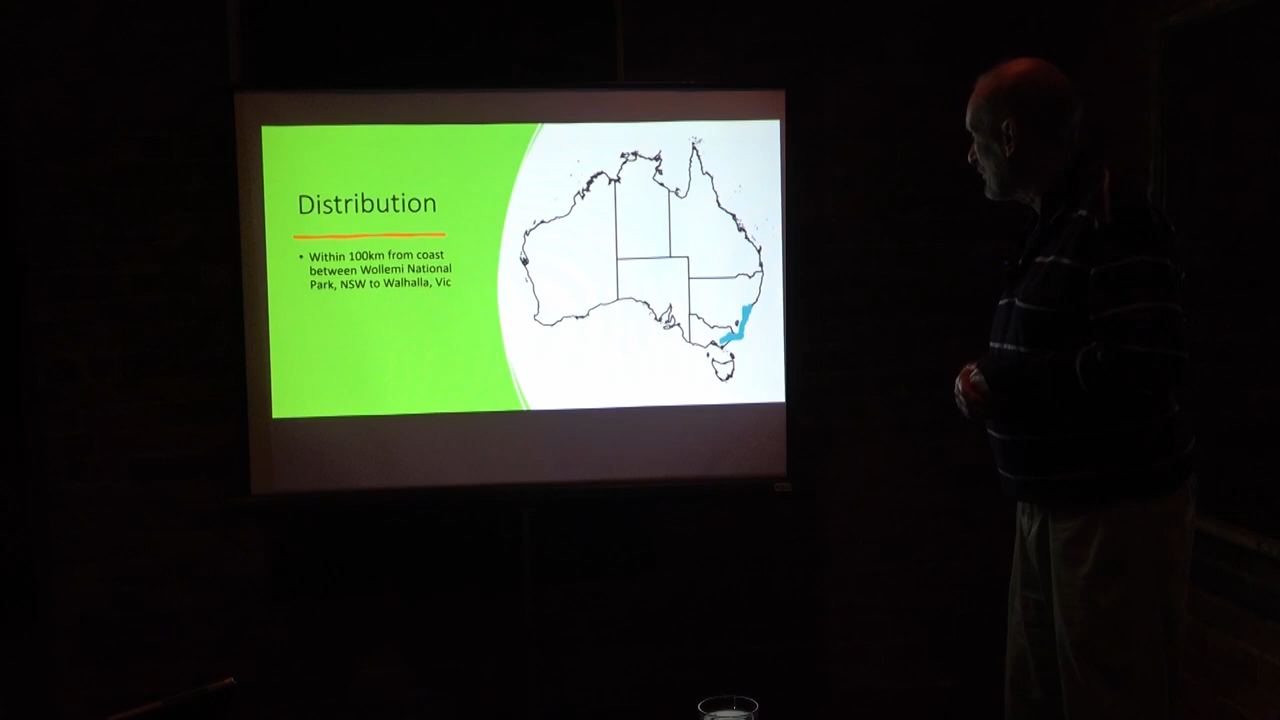 Distribution
• Within 100km from coast
between Wollemi National
Park, NSW to Walhalla, Vic